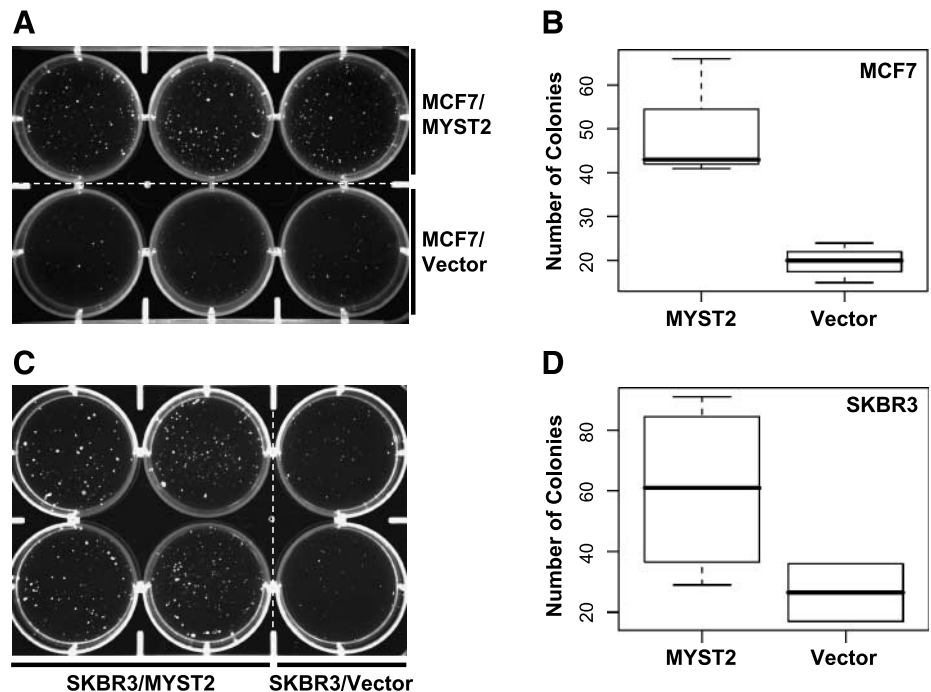 A
MCF7/
MYST2
MCF7/
Vector
B
MCF7
Number of Colonies
60
50
40
30
20
MYST2
Vector
C
SKBR3/MYST2
SKBR3/Vector
D
SKBR3
Number of Colonies
80
60
40
20
MYST2
Vector